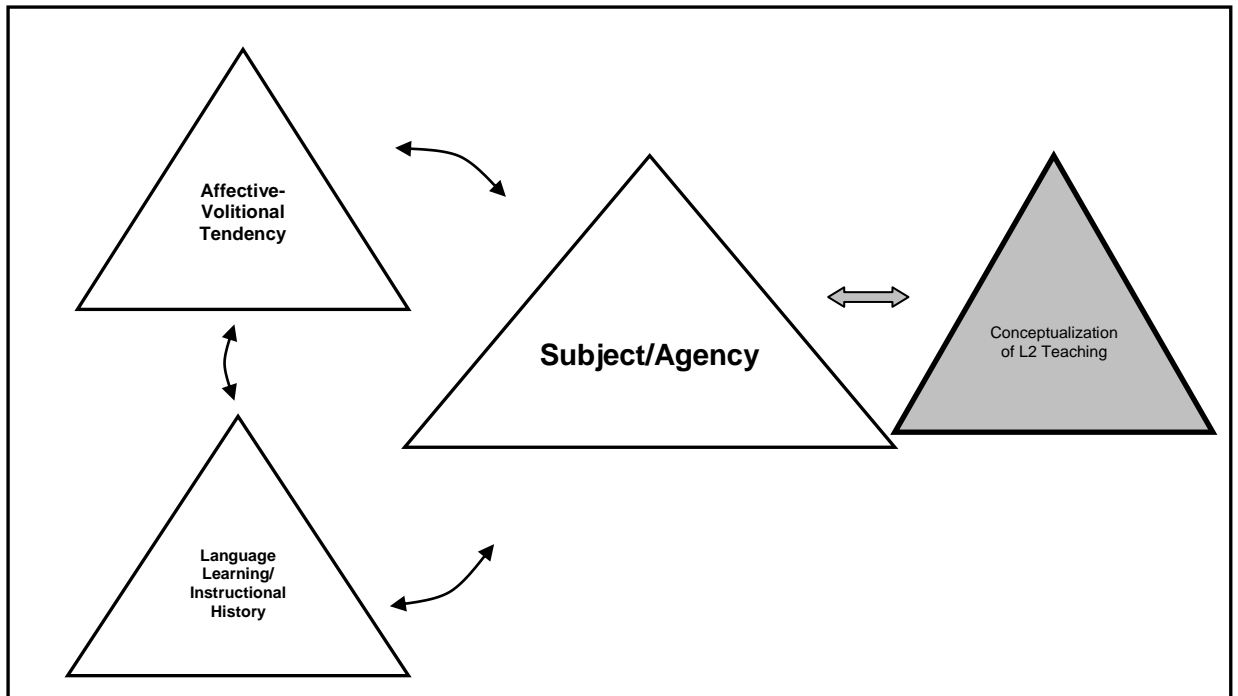 Affective-
Volitional
Tendency
Subject/Agency
Conceptualization
of L2 Teaching
Language
Learning/
Instructional
History